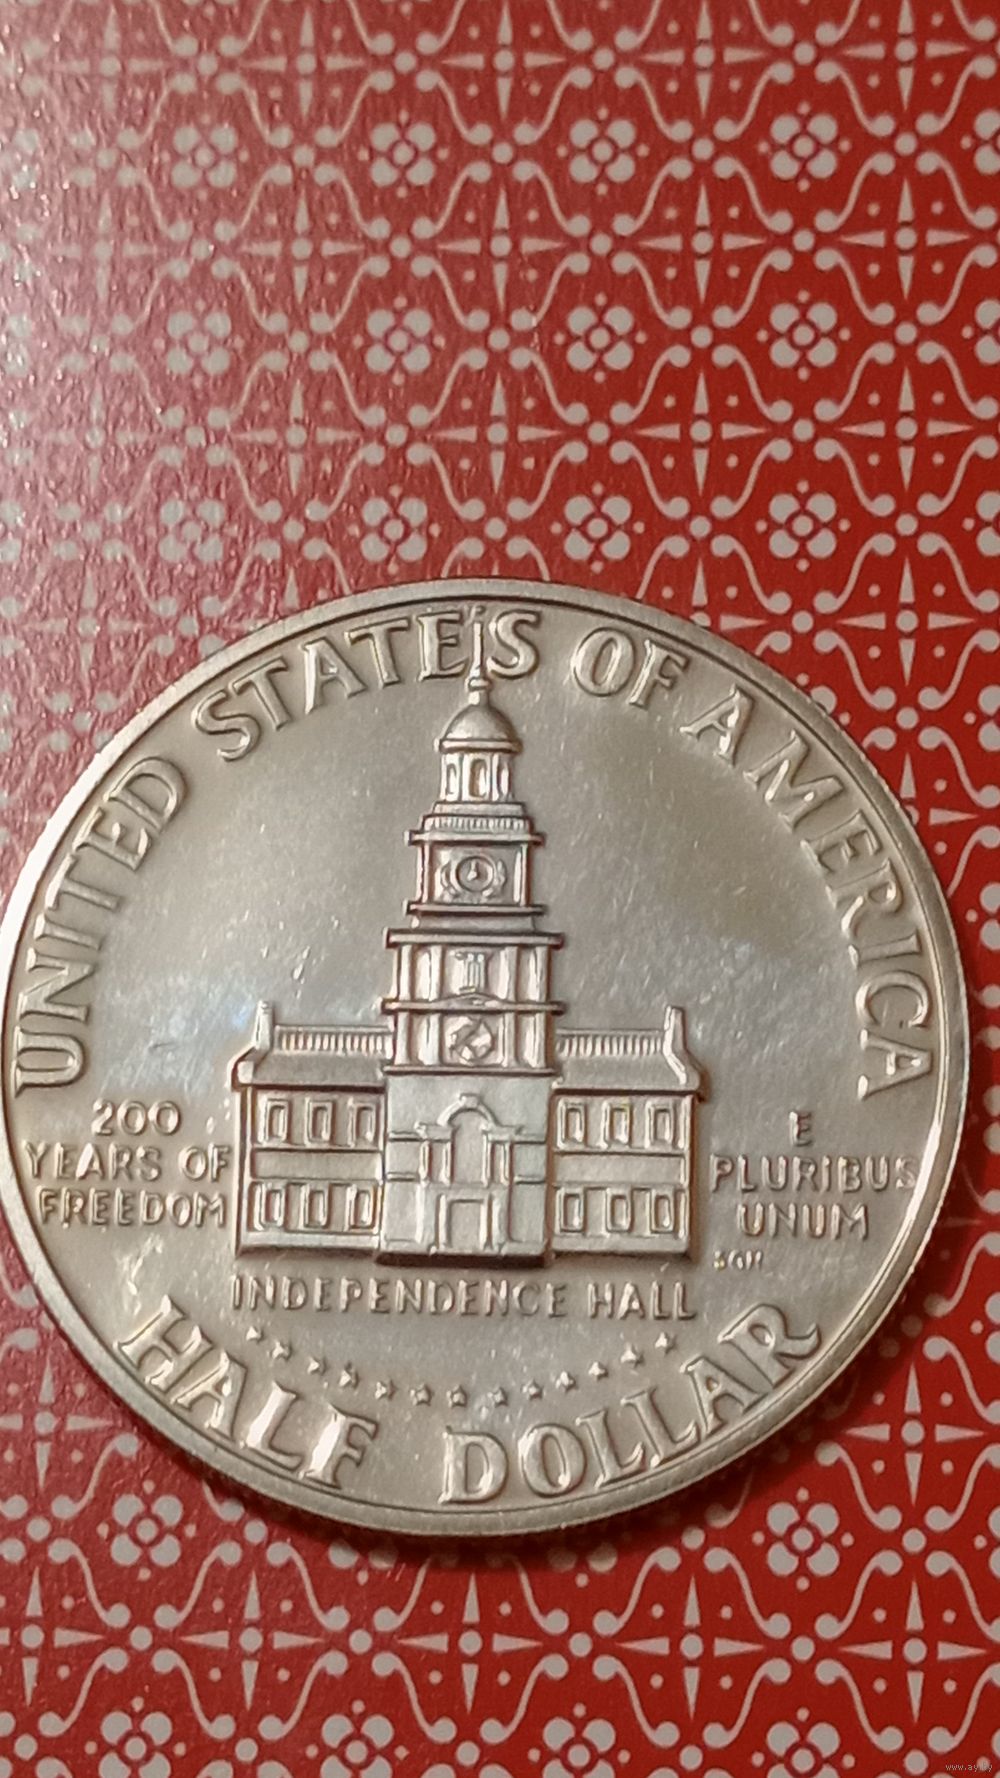 UNITED STATES OF AMERICA
200
YEARS OF
FREEDOM
E
PLURIBUS
UNUM
INDEPENDENCE HALL
HALF DOLLAR